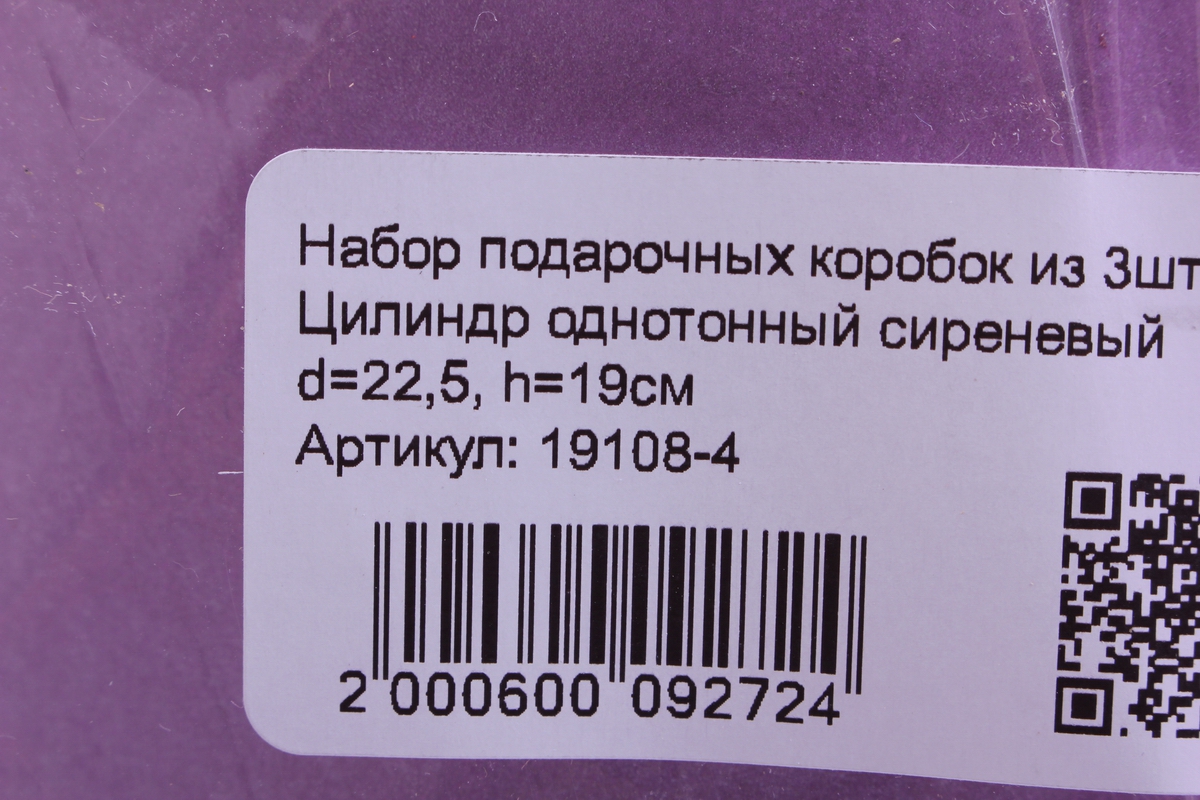 Набор подарочных коробок из 3шт
Цилиндр однотонный сиреневый
d=22,5, h=19см
Артикул: 19108-4
2 000600 092724